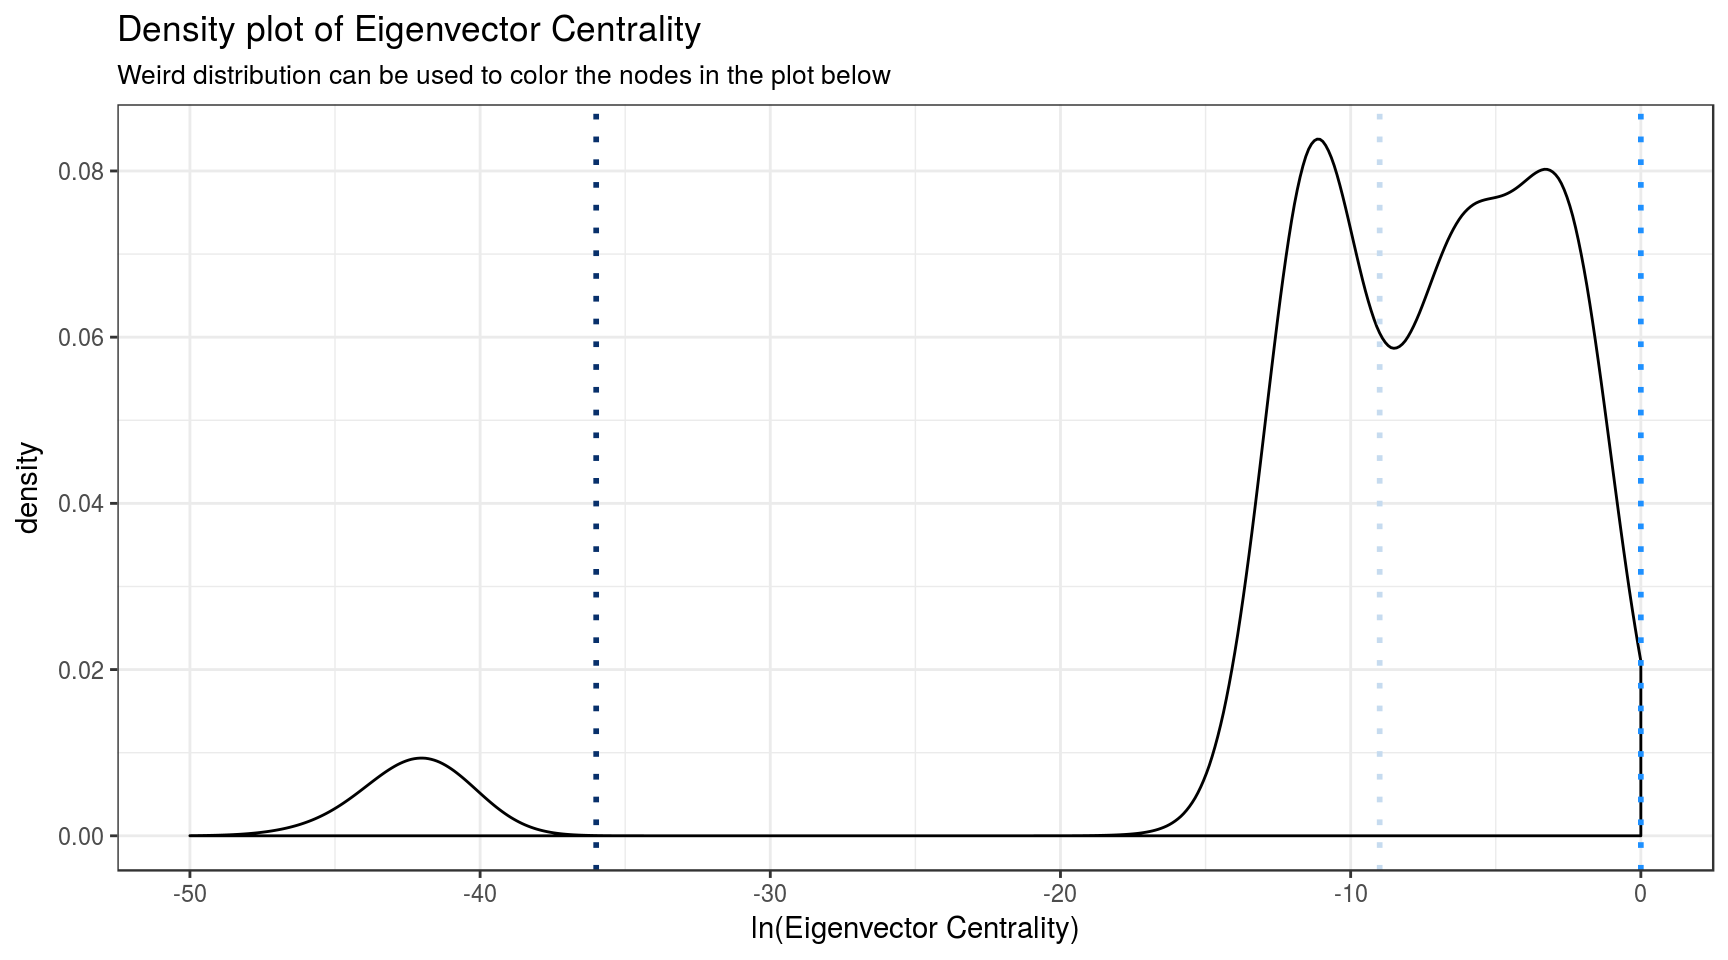 Density plot of Eigenvector Centrality
Weird distribution can be used to color the nodes in the plot below
density
0.08
0.06
0.04
0.02
0.00
-50
-40
-30
-20
-10
0
ln(Eigenvector Centrality)